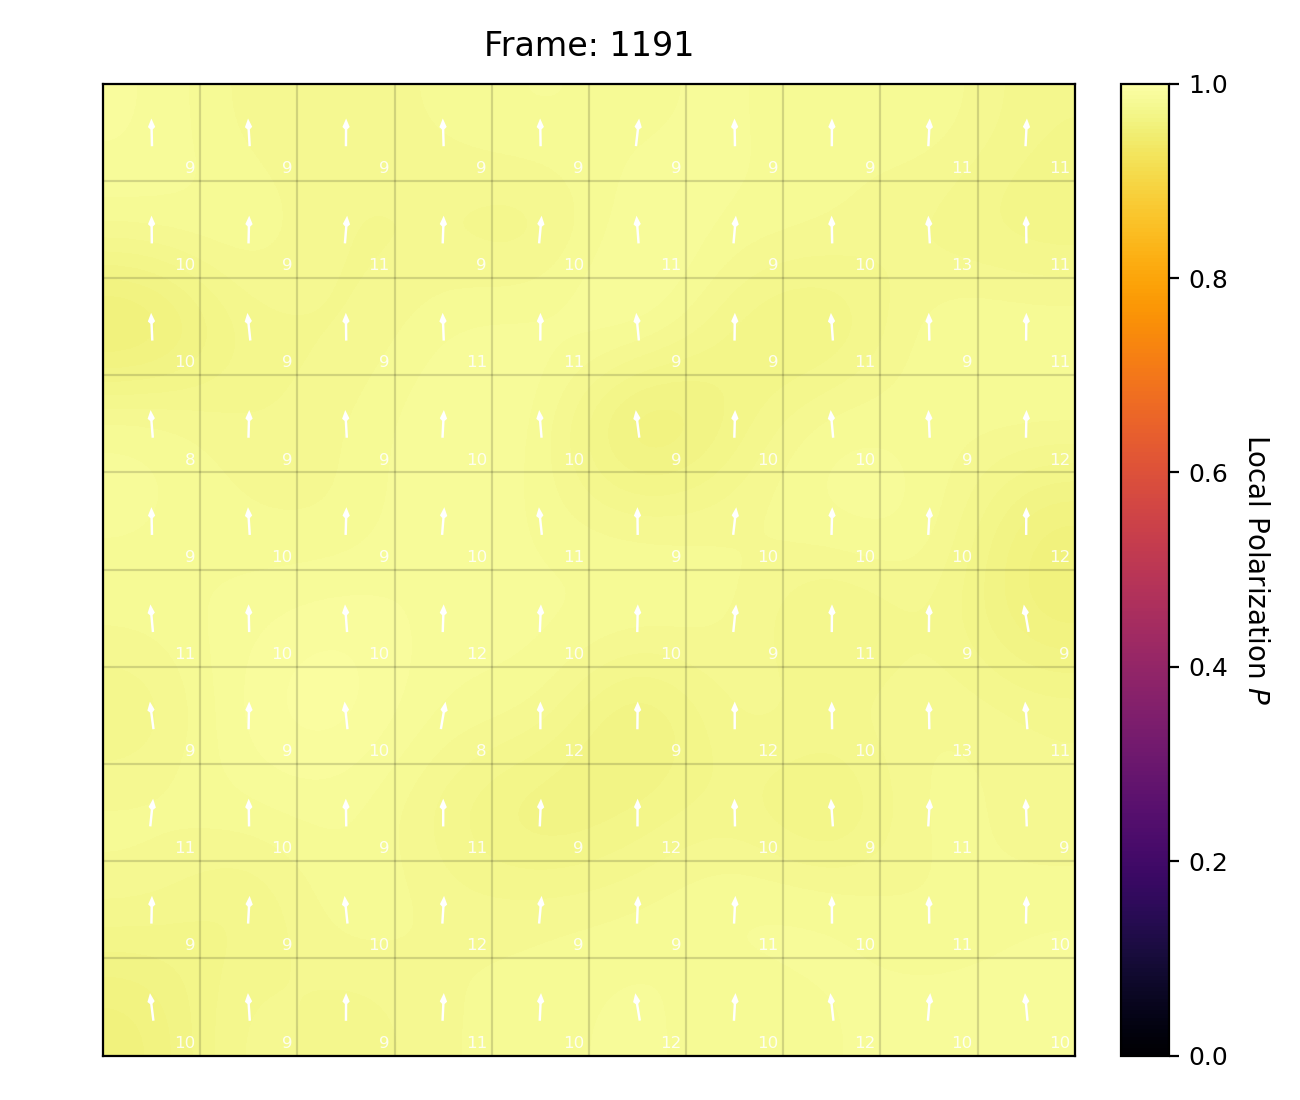 Frame: 1191
9 9 9 9 9 9 9 9 11 11
10 9 11 9 10 11 9 10 13 11
10 9 9 11 11 9 9 11 9 11
8 9 9 10 10 9 10 10 9 12
9 10 9 10 11 9 10 10 10 12
11 10 10 12 10 10 9 11 9 9
9 9 10 8 12 9 12 10 13 11
11 10 9 11 9 12 10 9 11 9
9 9 10 12 9 9 11 10 11 10
10 9 9 11 10 12 10 12 10 10
1.0
0.8
0.6
0.4
0.2
0.0
Local Polarization P